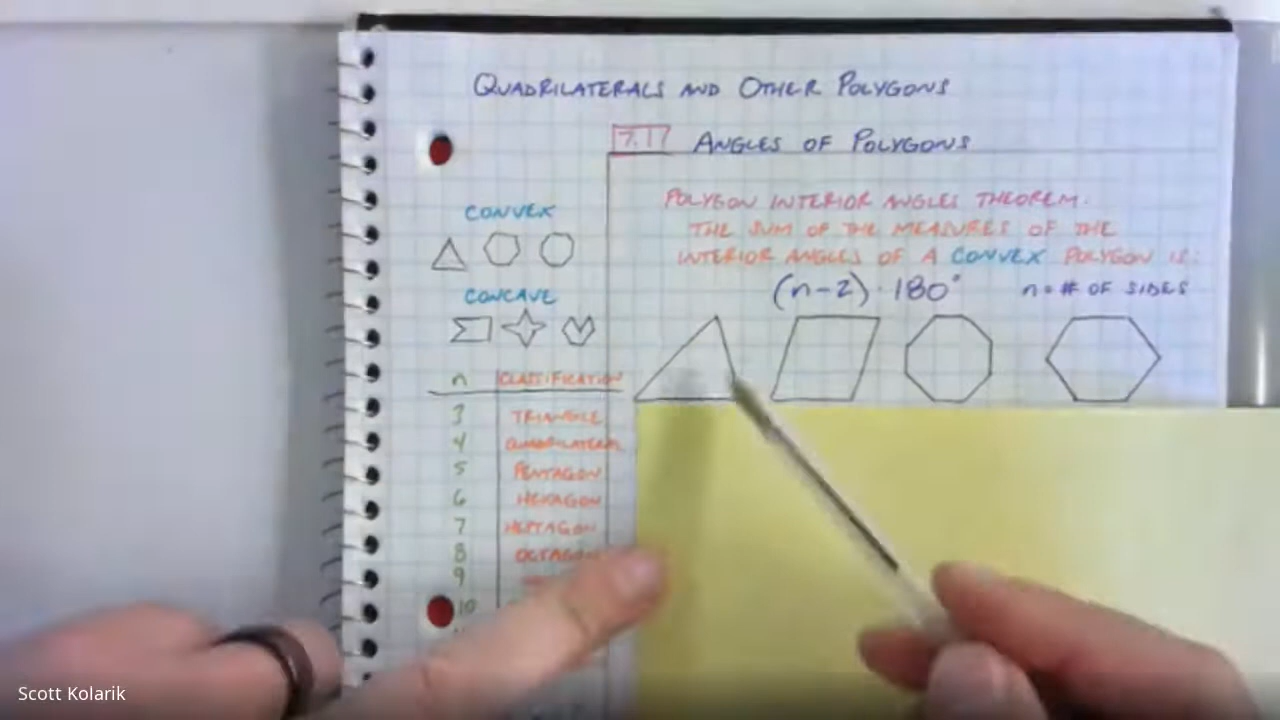 QUADRILATERALS AND OTHER POLYGONS
7.17 ANGLES OF POLYGONS
POLYGON INTERIOR ANGLES THEOREM.
THE SUM OF THE MEASURES OF THE
INTERIOR ANGLES OF A CONVEX POLYGON IS:
(n-2)·180° n = # OF SIDES
CONVEX
CONCAVE
n CLASSIFICATION
3 TRIANGLE
4 QUADRILATERAL
5 PENTAGON
6 HEXAGON
7 HEPTAGON
8 OCTAGON
9
10
Scott Kolarik